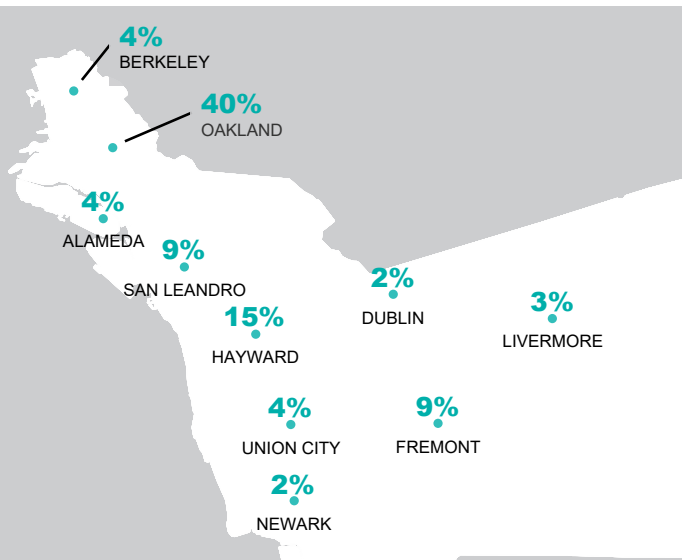 4%
BERKELEY
40%
OAKLAND
4%
ALAMEDA
9%
SAN LEANDRO
2%
DUBLIN
3%
LIVERMORE
15%
HAYWARD
4%
UNION CITY
9%
FREMONT
2%
NEWARK